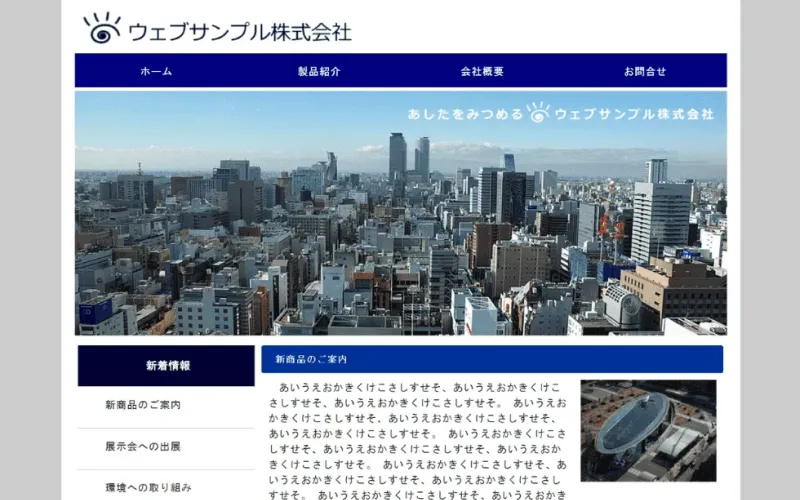 ウェブサンプル株式会社
ホーム 製品紹介 会社概要 お問合せ
あしたをみつめる ウェブサンプル株式会社
新着情報
新商品のご案内
展示会への出展
環境への取り組み
新商品のご案内
あいうえおかきくけこさしすせそ、あいうえおかきくけこ
さしすせそ、あいうえおかきくけこさしすせそ。 あいうえお
かきくけこさしすせそ、あいうえおかきくけこさしすせそ、
あいうえおかきくけこさしすせそ。 あいうえおかきくけこさ
しすせそ、あいうえおかきくけこさしすせそ、あいうえおか
きくけこさしすせそ。 あいうえおかきくけこさしすせそ、あ
いうえおかきくけこさしすせそ、あいうえおかきくけこさし
すせそ。 あいうえおかきくけこさしすせそ、あいうえおかき